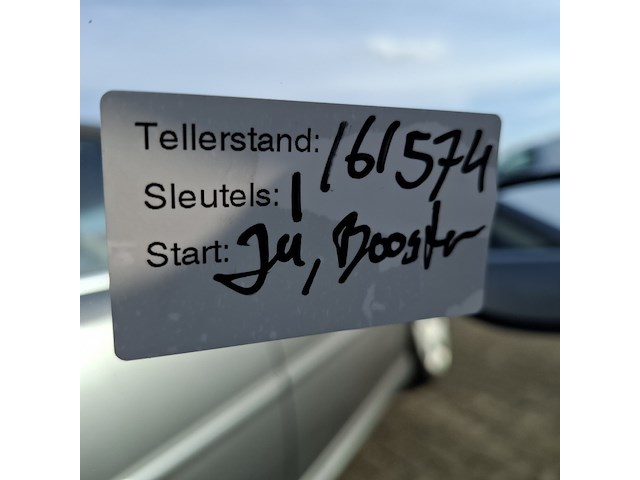 Tellerstand: 161574
Sleutels: 1
Start: Ja, Booster